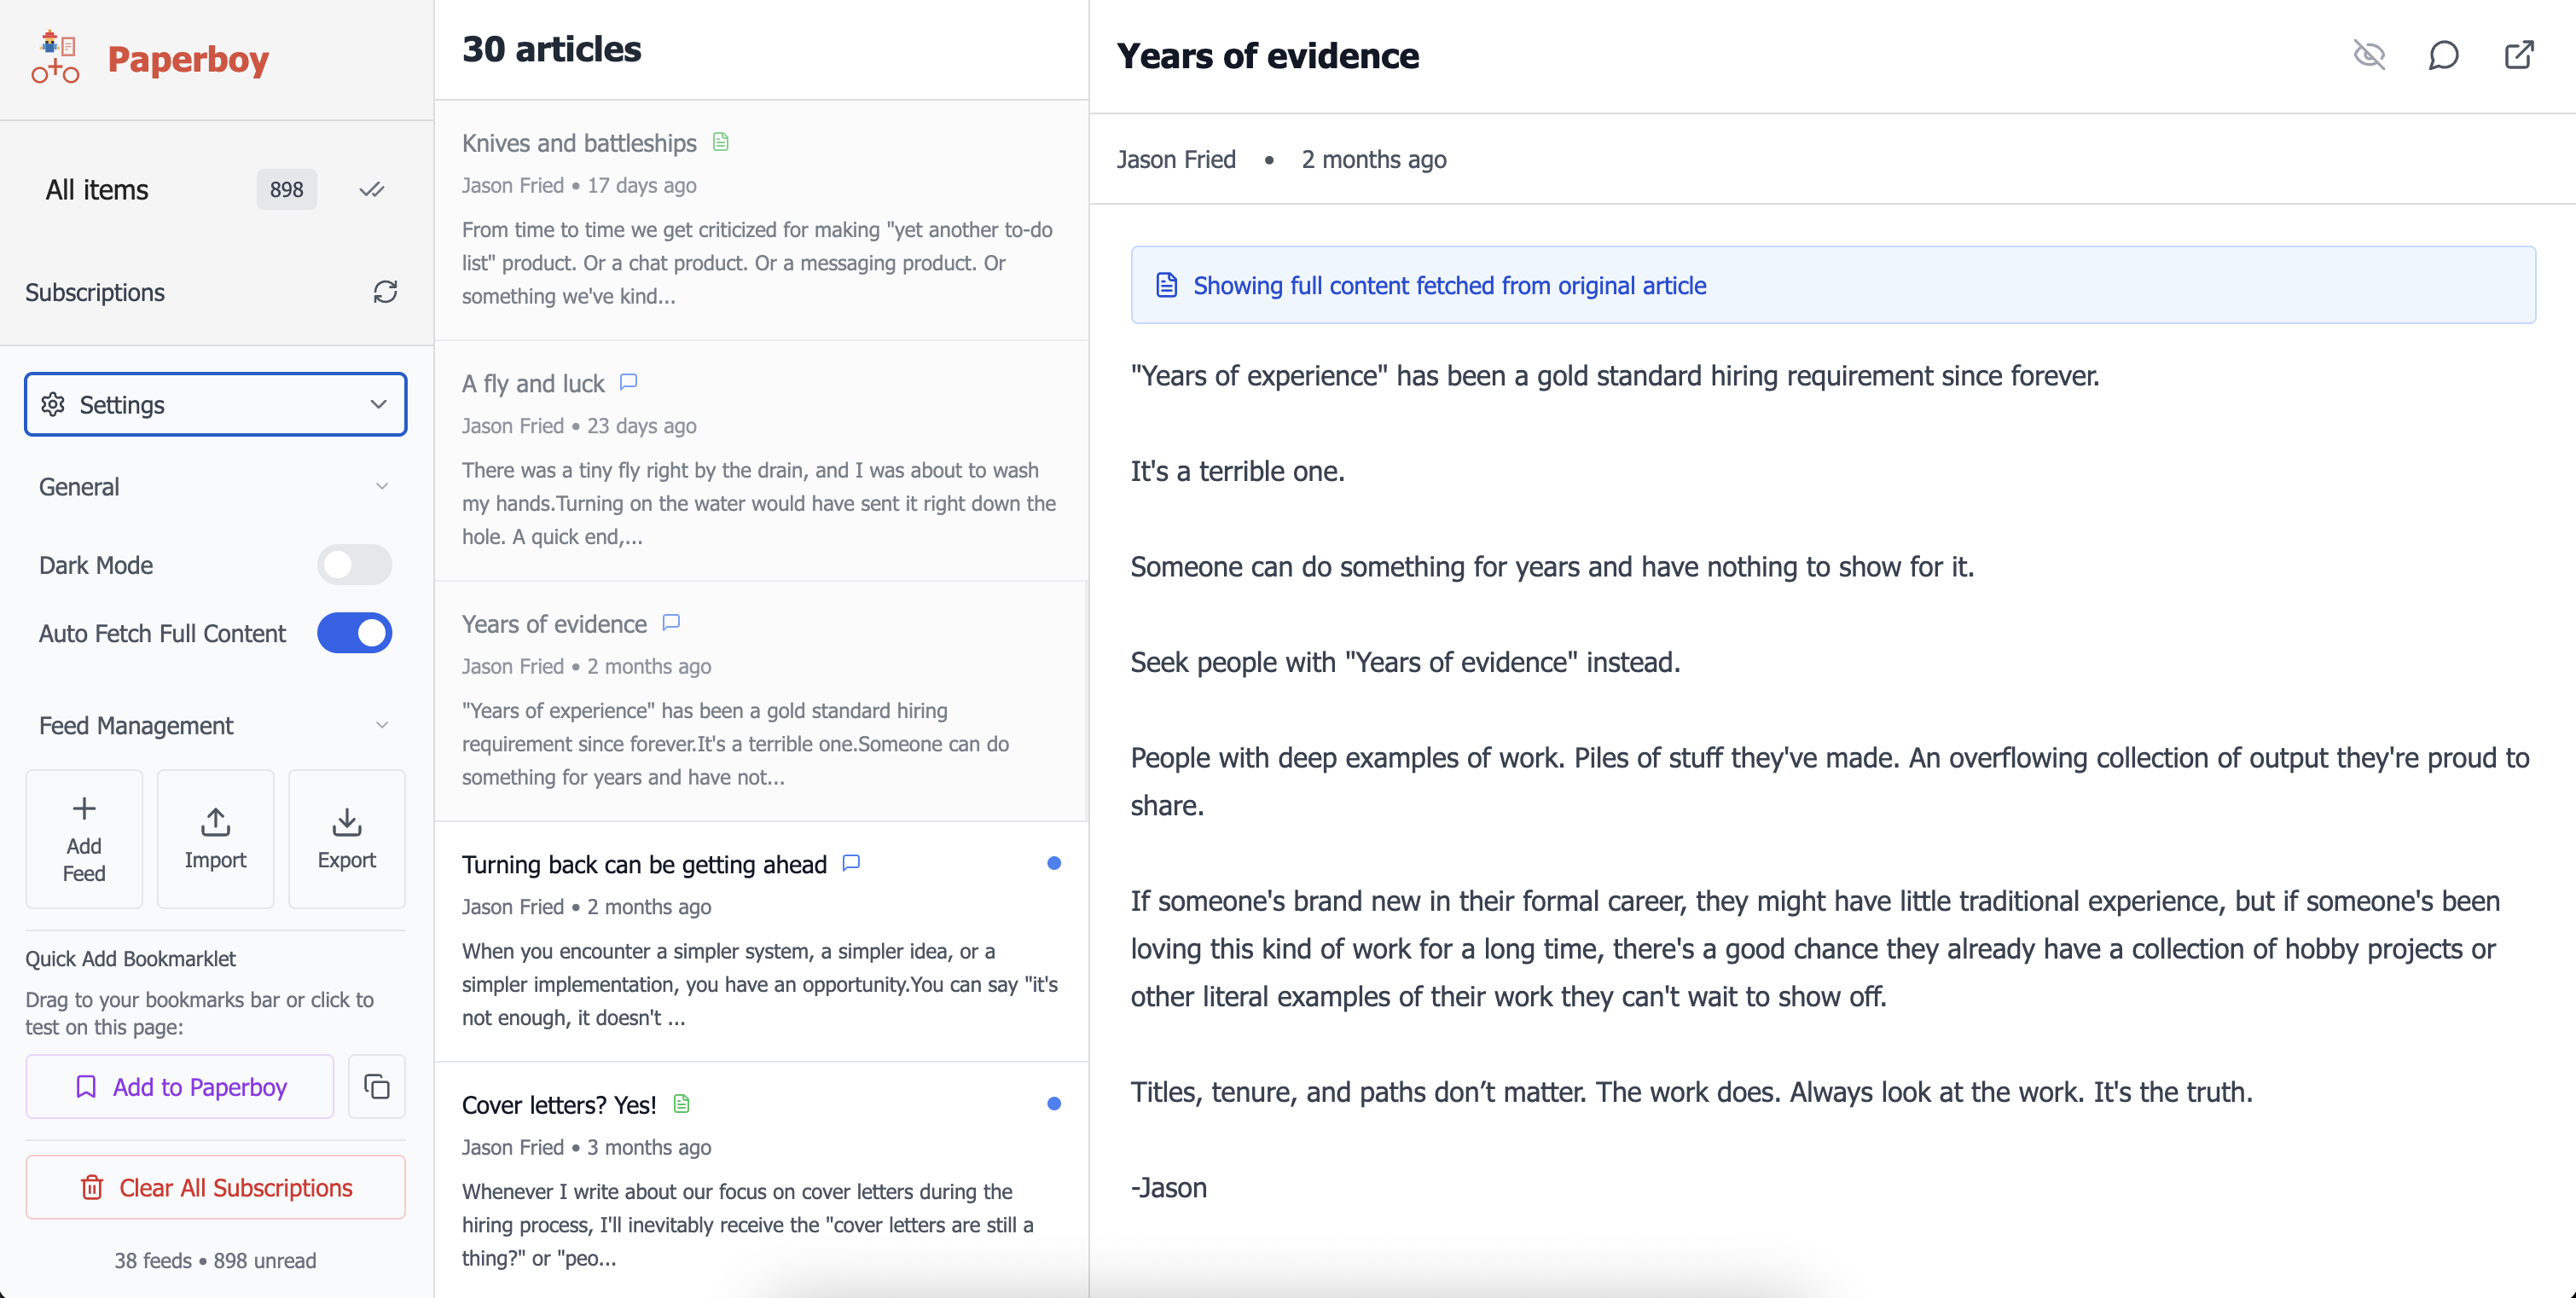 Paperboy
All items
898
Subscriptions
Settings
General
Dark Mode
Auto Fetch Full Content
Feed Management
Add
Feed
Import
Export
Quick Add Bookmarklet
Drag to your bookmarks bar or click to
test on this page:
Add to Paperboy
Clear All Subscriptions
38 feeds • 898 unread
30 articles
Knives and battleships
Jason Fried • 17 days ago
From time to time we get criticized for making "yet another to-do
list" product. Or a chat product. Or a messaging product. Or
something we've kind...
A fly and luck
Jason Fried • 23 days ago
There was a tiny fly right by the drain, and I was about to wash
my hands.Turning on the water would have sent it right down the
hole. A quick end,...
Years of evidence
Jason Fried • 2 months ago
"Years of experience" has been a gold standard hiring
requirement since forever.It's a terrible one.Someone can do
something for years and have not...
Turning back can be getting ahead
Jason Fried • 2 months ago
When you encounter a simpler system, a simpler idea, or a
simpler implementation, you have an opportunity.You can say "it's
not enough, it doesn't ...
Cover letters? Yes!
Jason Fried • 3 months ago
Whenever I write about our focus on cover letters during the
hiring process, I'll inevitably receive the "cover letters are still a
thing?" or "peo...
Years of evidence
Jason Fried • 2 months ago
Showing full content fetched from original article
"Years of experience" has been a gold standard hiring requirement since forever.
It's a terrible one.
Someone can do something for years and have nothing to show for it.
Seek people with "Years of evidence" instead.
People with deep examples of work. Piles of stuff they've made. An overflowing collection of output they're proud to
share.
If someone's brand new in their formal career, they might have little traditional experience, but if someone's been
loving this kind of work for a long time, there's a good chance they already have a collection of hobby projects or
other literal examples of their work they can't wait to show off.
Titles, tenure, and paths don’t matter. The work does. Always look at the work. It's the truth.
-Jason